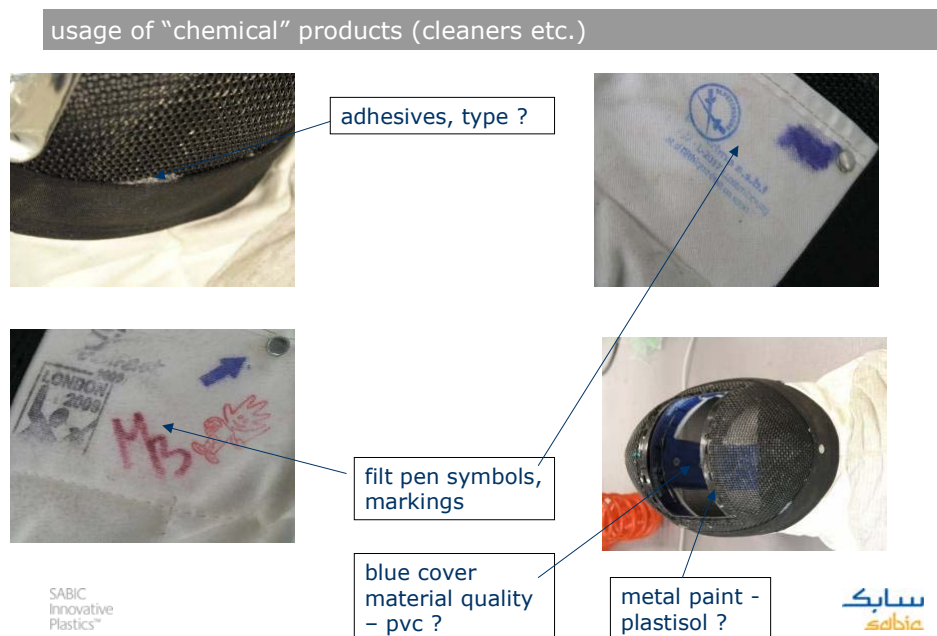 usage of “chemical” products (cleaners etc.)
adhesives, type ?
LONDON
2009
MB
filt pen symbols,
markings
blue cover
material quality
– pvc ?
metal paint -
plastisol ?
SABIC
Innovative
Plastics™
سابك
sabic